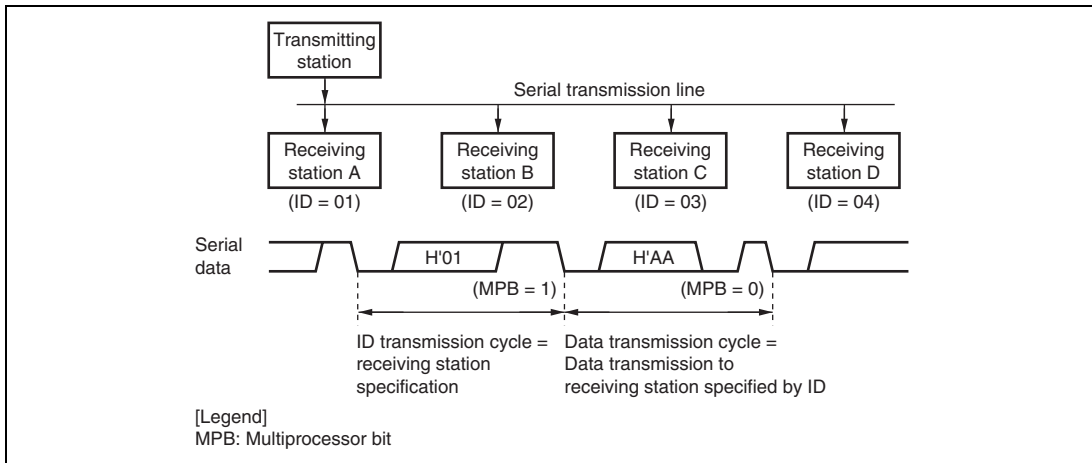 Transmitting
station
Serial transmission line
Receiving
station A
Receiving
station B
Receiving
station C
Receiving
station D
(ID = 01)
(ID = 02)
(ID = 03)
(ID = 04)
Serial
data
H'01
H'AA
(MPB = 1)
(MPB = 0)
ID transmission cycle =
receiving station
specification
Data transmission cycle =
Data transmission to
receiving station specified by ID
[Legend]
MPB: Multiprocessor bit